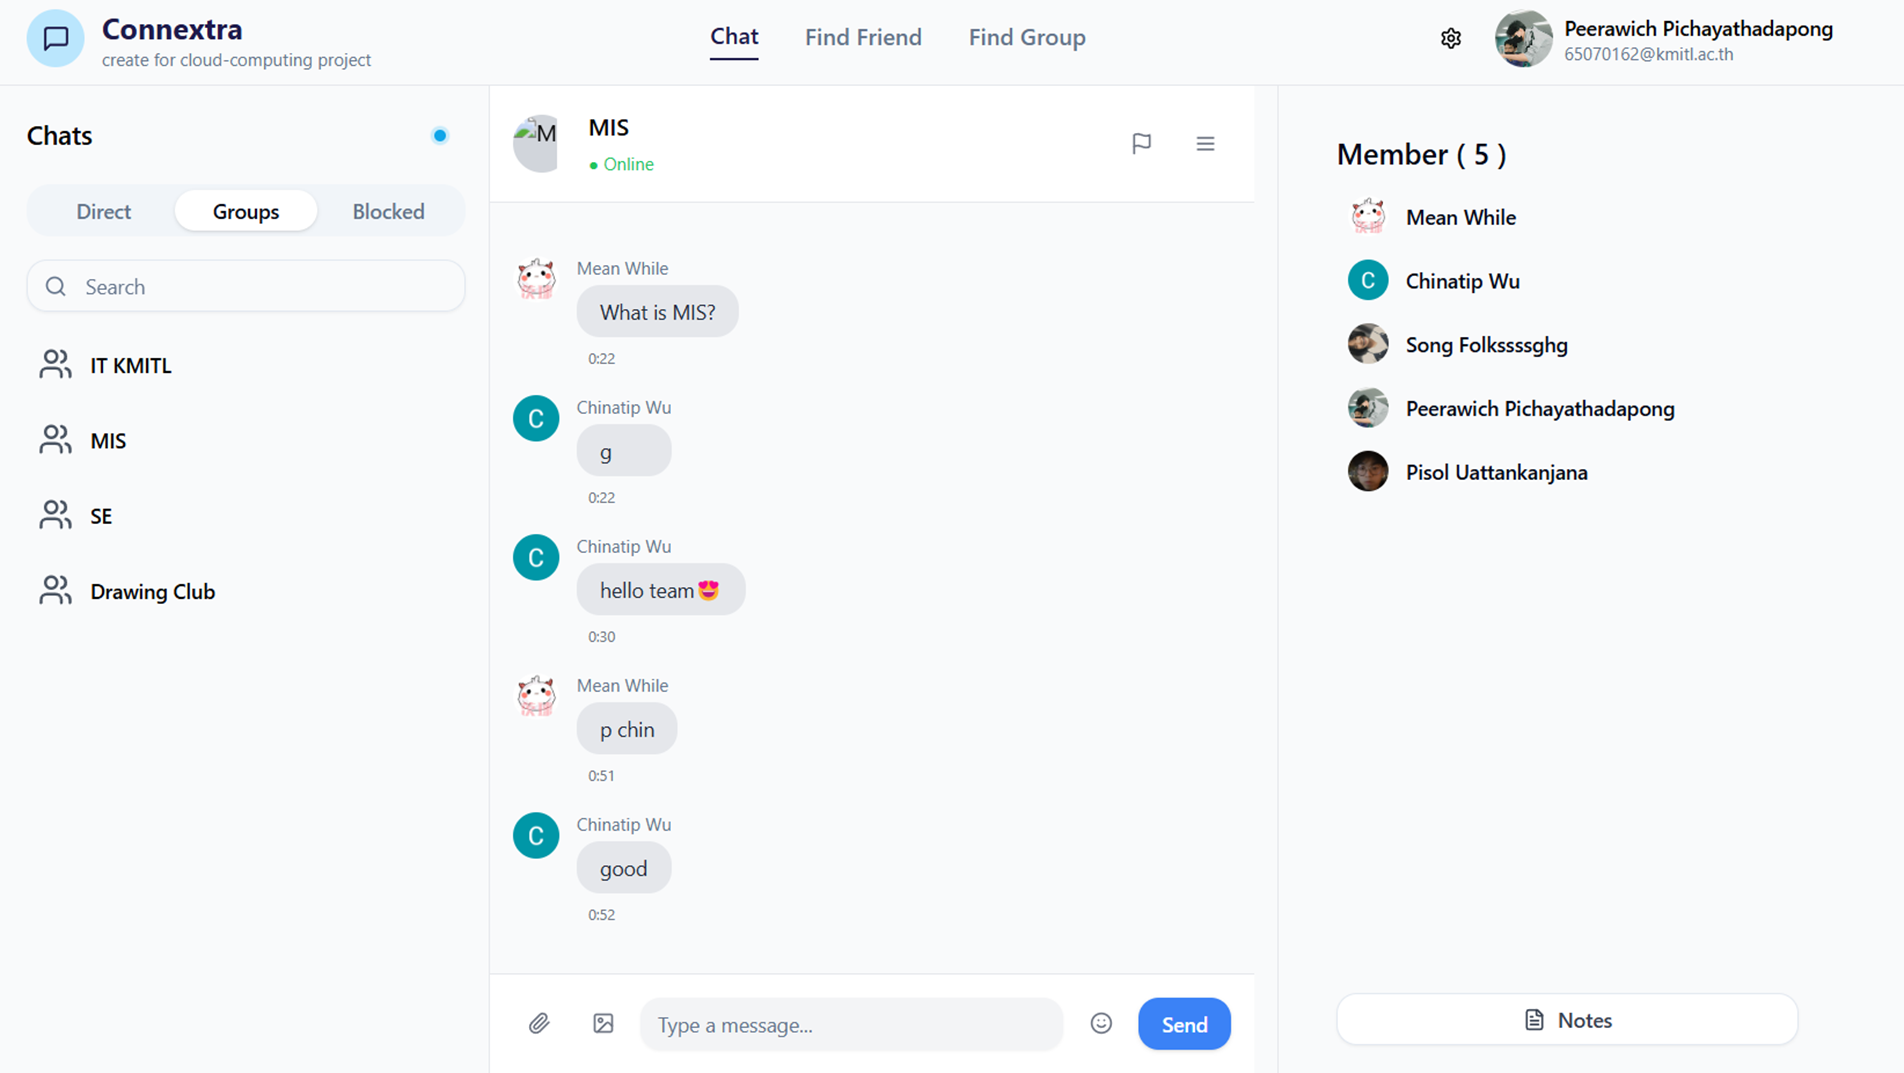 Connextra
create for cloud-computing project
Chat
Find Friend
Find Group
Peerawich Pichayathadapong
65070162@kmitl.ac.th
Chats
Direct
Groups
Blocked
Search
IT KMITL
MIS
SE
Drawing Club
M
MIS
Online
Mean While
What is MIS?
0:22
C
Chinatip Wu
g
0:22
C
Chinatip Wu
hello team😍
0:30
Mean While
p chin
0:51
C
Chinatip Wu
good
0:52
Type a message...
Send
Member ( 5 )
Mean While
C
Chinatip Wu
Song Folkssssghg
Peerawich Pichayathadapong
Pisol Uattankanjana
Notes